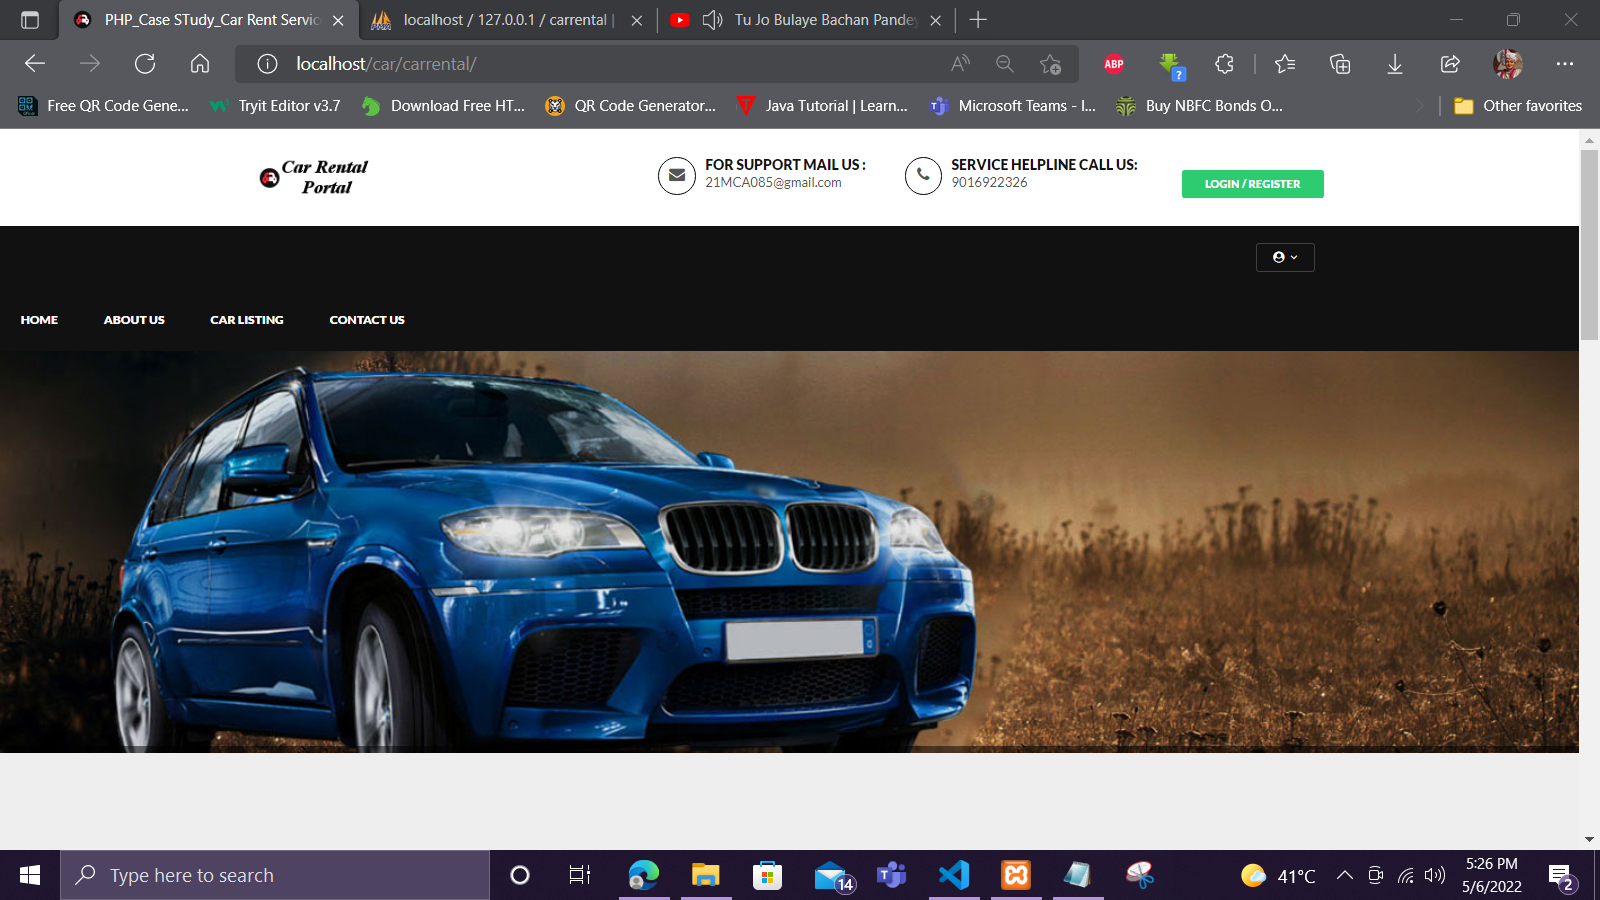 PHP_Case STudy_Car Rent Servic
localhost / 127.0.0.1 / carrental |
Tu Jo Bulaye Bachan Pandey
localhost/car/carrental/
ABP
?
Free QR Code Gene...
Tryit Editor v3.7
Download Free HT...
QR Code Generator...
Java Tutorial | Learn...
Microsoft Teams - I...
Buy NBFC Bonds O...
Other favorites
Car Rental
Portal
FOR SUPPORT MAIL US :
21MCA085@gmail.com
SERVICE HELPLINE CALL US:
9016922326
LOGIN / REGISTER
HOME
ABOUT US
CAR LISTING
CONTACT US
Type here to search
14
41°C
5:26 PM
5/6/2022
2